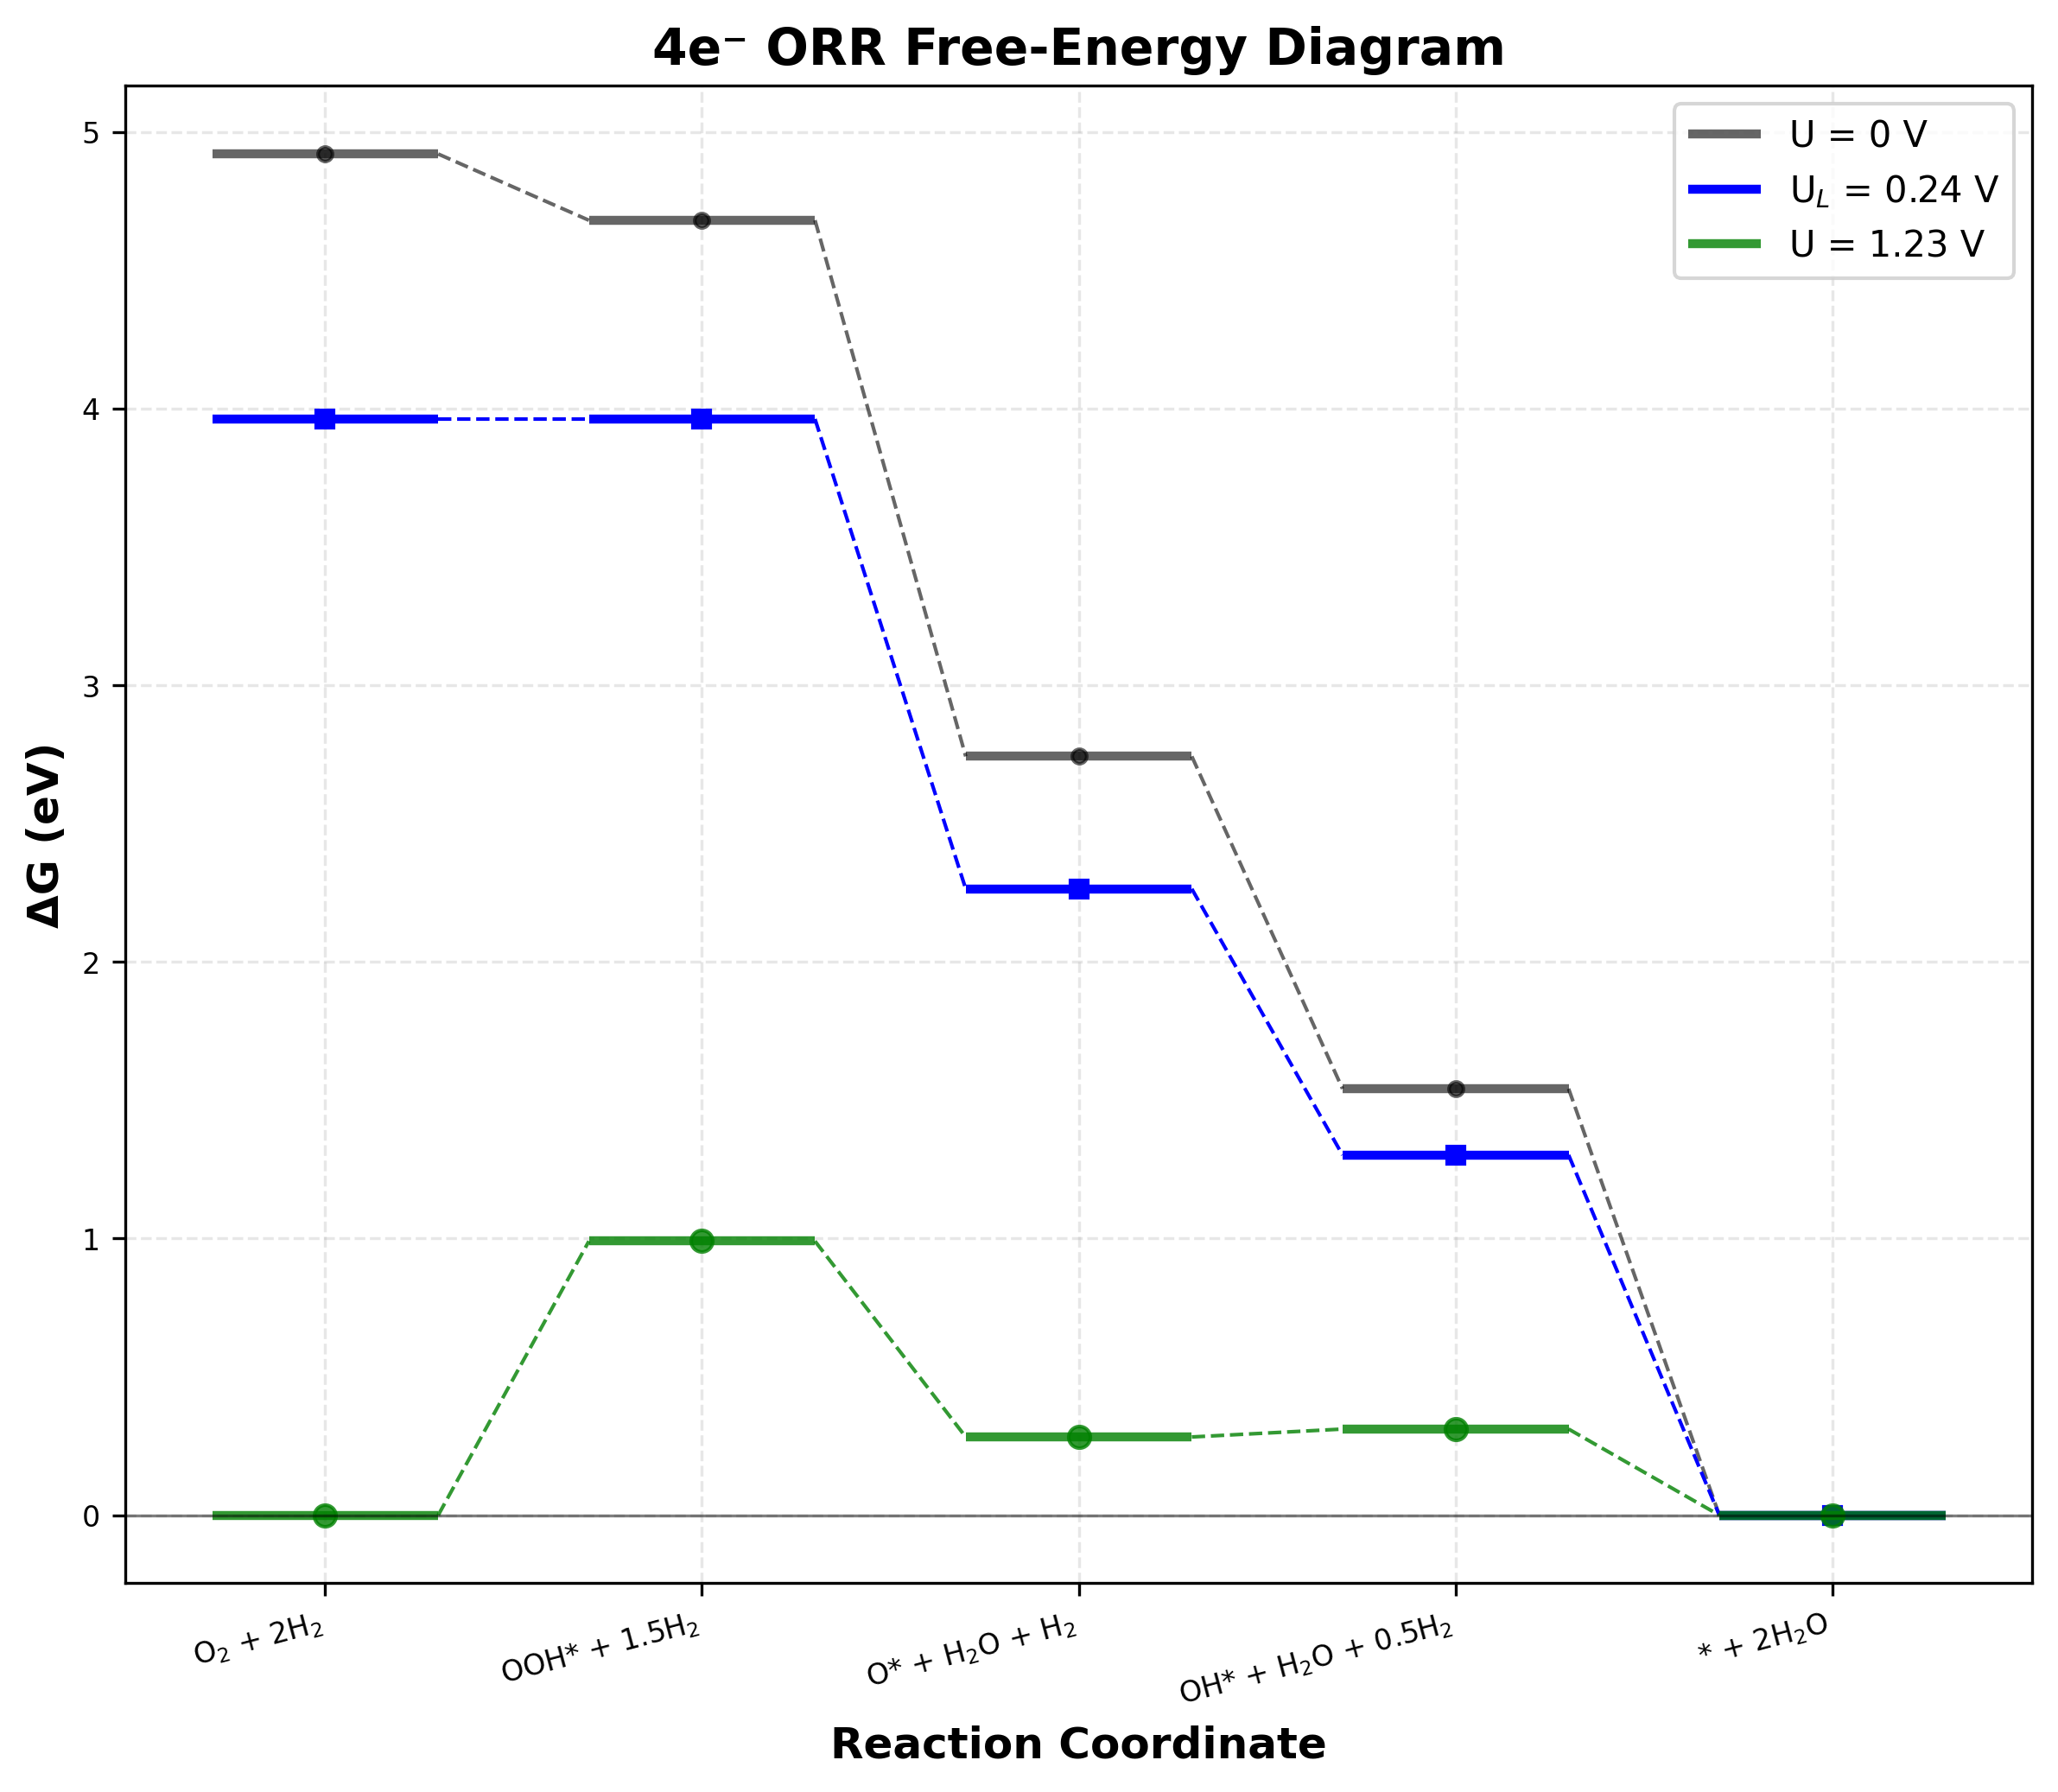 4e⁻ ORR Free-Energy Diagram
U = 0 V
U_L = 0.24 V
U = 1.23 V
ΔG (eV)
5
4
3
2
1
0
O₂ + 2H₂
OOH* + 1.5H₂
O* + H₂O + H₂
OH* + H₂O + 0.5H₂
* + 2H₂O
Reaction Coordinate